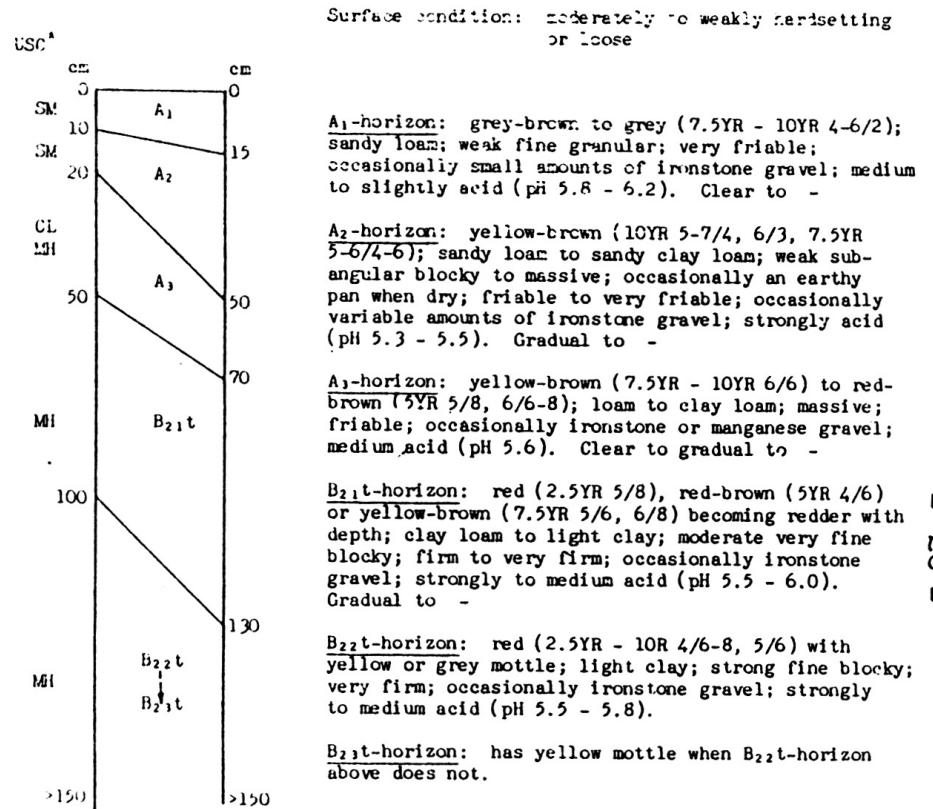 Surface condition: moderately to weakly hardsetting
or loose
USC*
cm
cm
0
0
SM
A₁
10
15
SM
A₂
20
CL
MH
A₃
50
50
70
MH
B₂₁t
100
130
B₂₂t
MH
B₂₃t
>150
>150
A₁-horizon: grey-brown to grey (7.5YR - 10YR 4-6/2);
sandy loam; weak fine granular; very friable;
occasionally small amounts of ironstone gravel; medium
to slightly acid (pH 5.8 - 6.2). Clear to -
A₂-horizon: yellow-brown (10YR 5-7/4, 6/3, 7.5YR
5-6/4-6); sandy loam to sandy clay loam; weak sub-
angular blocky to massive; occasionally an earthy
pan when dry; friable to very friable; occasionally
variable amounts of ironstone gravel; strongly acid
(pH 5.3 - 5.5). Gradual to -
A₃-horizon: yellow-brown (7.5YR - 10YR 6/6) to red-
brown (5YR 5/8, 6/6-8); loam to clay loam; massive;
friable; occasionally ironstone or manganese gravel;
medium acid (pH 5.6). Clear to gradual to -
B₂₁t-horizon: red (2.5YR 5/8), red-brown (5YR 4/6)
or yellow-brown (7.5YR 5/6, 6/8) becoming redder with
depth; clay loam to light clay; moderate very fine
blocky; firm to very firm; occasionally ironstone
gravel; strongly to medium acid (pH 5.5 - 6.0).
Gradual to -
B₂₂t-horizon: red (2.5YR - 10R 4/6-8, 5/6) with
yellow or grey mottle; light clay; strong fine blocky;
very firm; occasionally ironstone gravel; strongly
to medium acid (pH 5.5 - 5.8).
B₂₃t-horizon: has yellow mottle when B₂₂t-horizon
above does not.